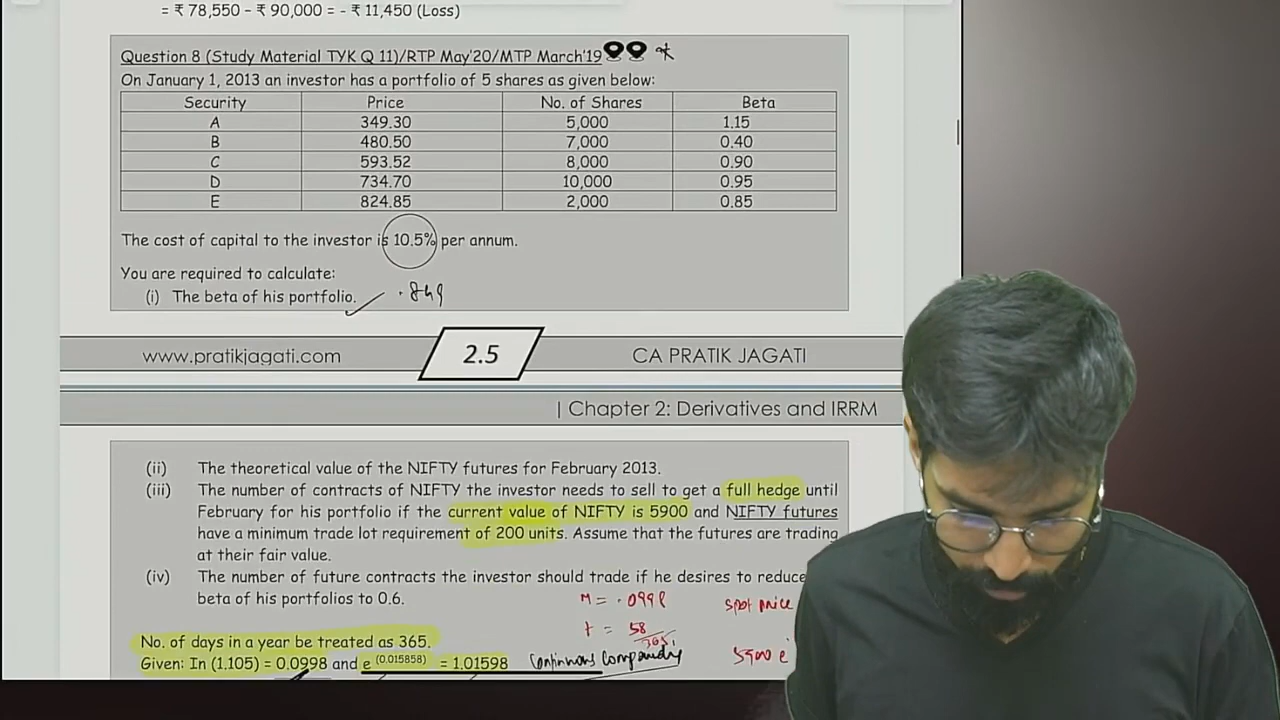 = ₹ 78,550 – ₹ 90,000 = - ₹ 11,450 (Loss)
Question 8 (Study Material TYK Q 11)/RTP May'20/MTP March'19
On January 1, 2013 an investor has a portfolio of 5 shares as given below:
Security Price No. of Shares Beta
A 349.30 5,000 1.15
B 480.50 7,000 0.40
C 593.52 8,000 0.90
D 734.70 10,000 0.95
E 824.85 2,000 0.85
The cost of capital to the investor is 10.5% per annum.
You are required to calculate:
(i) The beta of his portfolio. .849
www.pratikjagati.com 2.5 CA PRATIK JAGATI
| Chapter 2: Derivatives and IRRM
(ii) The theoretical value of the NIFTY futures for February 2013.
(iii) The number of contracts of NIFTY the investor needs to sell to get a full hedge until
February for his portfolio if the current value of NIFTY is 5900 and NIFTY futures
have a minimum trade lot requirement of 200 units. Assume that the futures are trading
at their fair value.
(iv) The number of future contracts the investor should trade if he desires to reduce
beta of his portfolios to 0.6.
r = .0998 spot price
t = 58/365
No. of days in a year be treated as 365.
Given: In (1.105) = 0.0998 and e (0.015858) = 1.01598 Continuous Compounding 5900 e